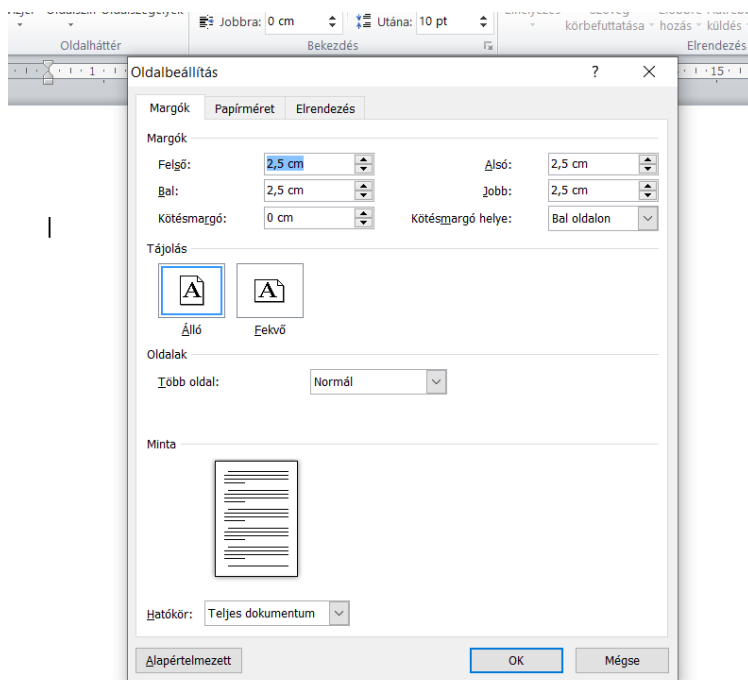 Jobbra: 0 cm Utána: 10 pt
körbefuttatása hozás küldés
Oldalháttér Bekezdés Elrendezés
1 15
Oldalbeállítás ?
Margók Papírméret Elrendezés
Margók
Felső: 2,5 cm Alsó: 2,5 cm
Bal: 2,5 cm Jobb: 2,5 cm
Kötésmargó: 0 cm Kötésmargó helye: Bal oldalon
Tájolás
A A
Álló Fekvő
Oldalak
Több oldal: Normál
Minta
Hatókör: Teljes dokumentum
Alapértelmezett OK Mégse